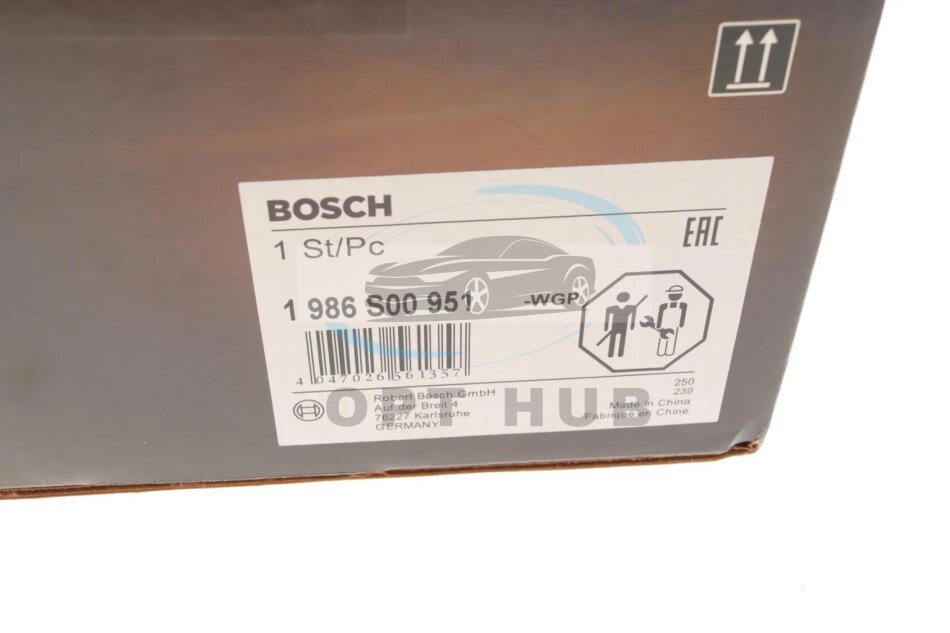 BOSCH
1 St/Pc
EAC
1 986 S00 951 -WGP
4 047026 561357
Robert Bosch GmbH
Auf der Breit 4
76227 Karlsruhe
GERMANY
250
239
Made in China
Fabriqué en Chine
OPT HUB